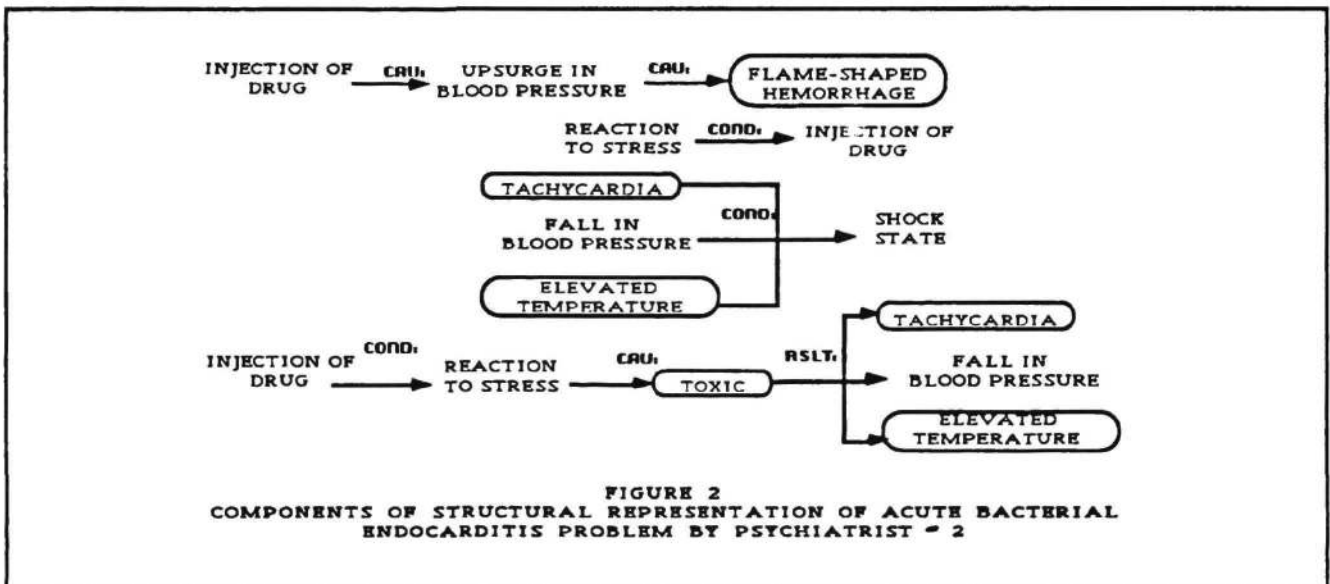 INJECTION OF DRUG CAU: UPSURGE IN BLOOD PRESSURE CAU: FLAME-SHAPED HEMORRHAGE
REACTION TO STRESS COND: INJECTION OF DRUG
TACHYCARDIA
FALL IN BLOOD PRESSURE COND: SHOCK STATE
ELEVATED TEMPERATURE
INJECTION OF DRUG COND: REACTION TO STRESS CAU: TOXIC RSLT: TACHYCARDIA
FALL IN BLOOD PRESSURE
ELEVATED TEMPERATURE
FIGURE 2
COMPONENTS OF STRUCTURAL REPRESENTATION OF ACUTE BACTERIAL
ENDOCARDITIS PROBLEM BY PSYCHIATRIST - 2